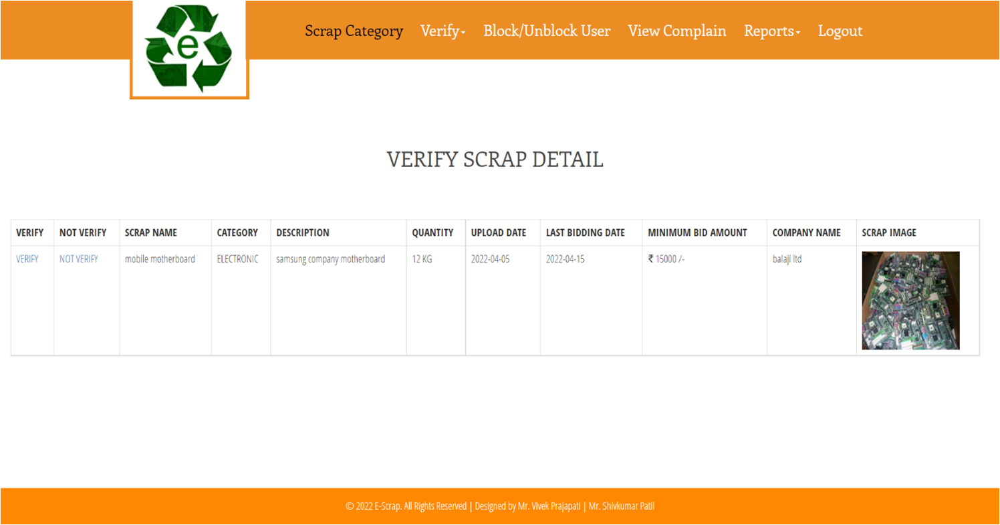 e
Scrap Category Verify Block/Unblock User View Complain Reports Logout
VERIFY SCRAP DETAIL
VERIFY NOT VERIFY SCRAP NAME CATEGORY DESCRIPTION QUANTITY UPLOAD DATE LAST BIDDING DATE MINIMUM BID AMOUNT COMPANY NAME SCRAP IMAGE
VERIFY NOT VERIFY mobile motherboard ELECTRONIC samsung company motherboard 12 KG 2022-04-05 2022-04-15 ₹ 15000 /- balaji ltd
© 2022 E-Scrap. All Rights Reserved | Designed by Mr. Vivek Prajapati | Mr. Shivkumar Patil